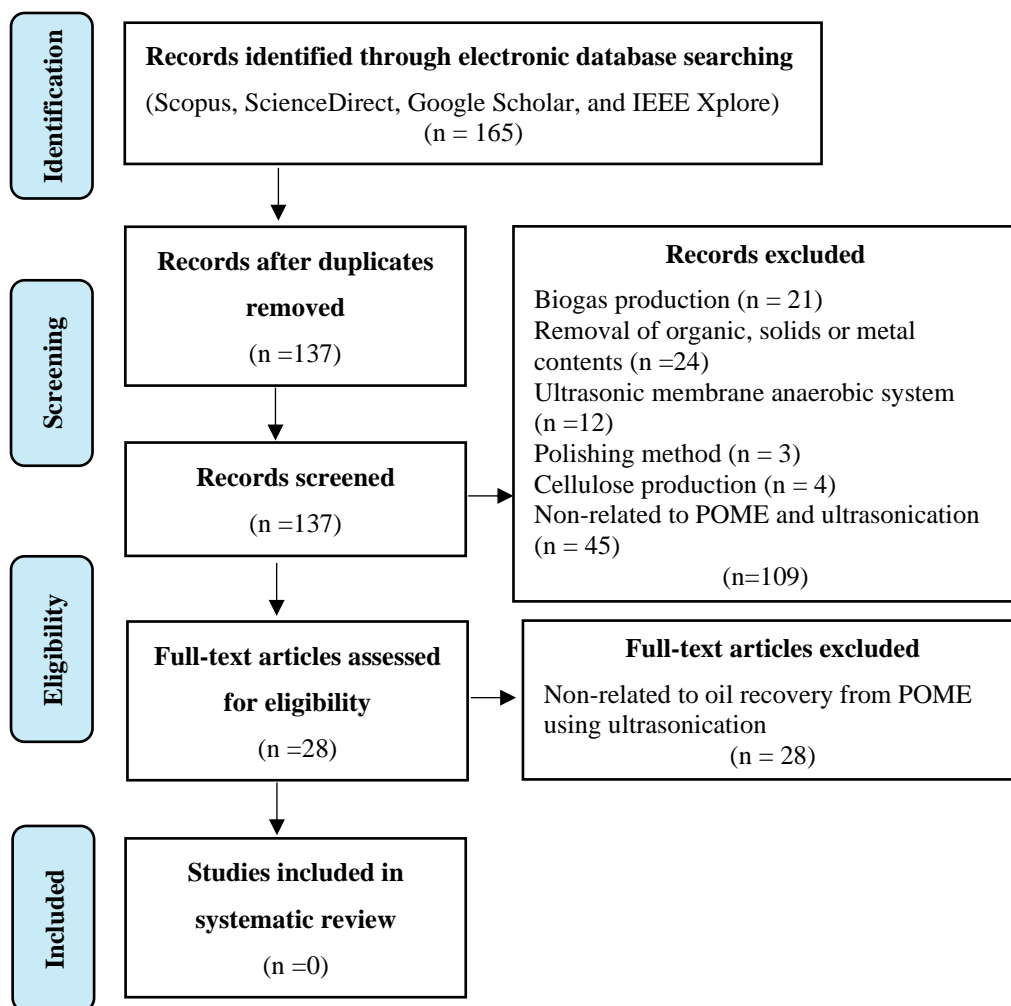 Identification
Records identified through electronic database searching
(Scopus, ScienceDirect, Google Scholar, and IEEE Xplore)
(n = 165)
Screening
Records after duplicates
removed
(n =137)
Records screened
(n =137)
Records excluded
Biogas production (n = 21)
Removal of organic, solids or metal
contents (n =24)
Ultrasonic membrane anaerobic system
(n =12)
Polishing method (n = 3)
Cellulose production (n = 4)
Non-related to POME and ultrasonication
(n = 45)
(n=109)
Eligibility
Full-text articles assessed
for eligibility
(n =28)
Full-text articles excluded
Non-related to oil recovery from POME
using ultrasonication
(n = 28)
Included
Studies included in
systematic review
(n =0)